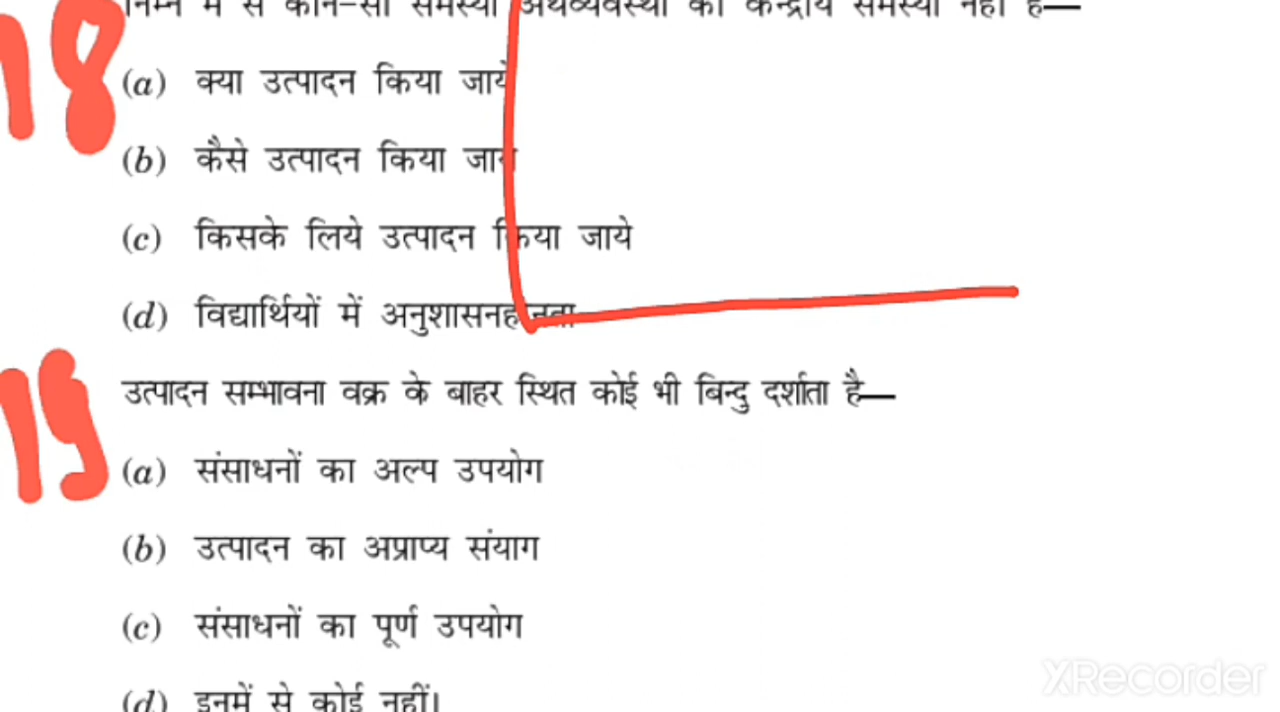 18
निम्न में से कौन-सी समस्या अर्थव्यवस्था की केन्द्रीय समस्या नहीं है—
(a) क्या उत्पादन किया जाये
(b) कैसे उत्पादन किया जाये
(c) किसके लिये उत्पादन किया जाये
(d) विद्यार्थियों में अनुशासनहीनता
19
उत्पादन सम्भावना वक्र के बाहर स्थित कोई भी बिन्दु दर्शाता है—
(a) संसाधनों का अल्प उपयोग
(b) उत्पादन का अप्राप्य संयाग
(c) संसाधनों का पूर्ण उपयोग
(d) इनमें से कोई नहीं।
XRecorder